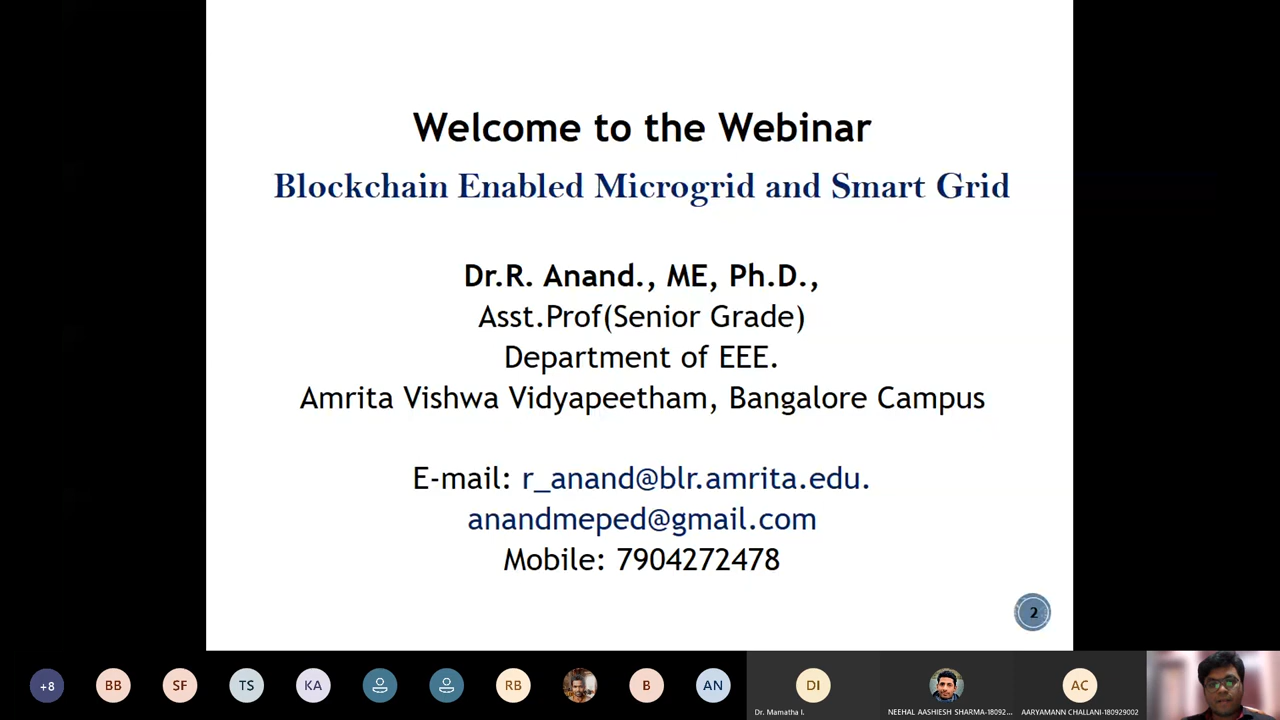 Welcome to the Webinar
Blockchain Enabled Microgrid and Smart Grid
Dr.R. Anand., ME, Ph.D.,
Asst.Prof(Senior Grade)
Department of EEE.
Amrita Vishwa Vidyapeetham, Bangalore Campus
E-mail: r_anand@blr.amrita.edu.
anandmeped@gmail.com
Mobile: 7904272478
2
+8 BB SF TS KA RB B AN DI AC
Dr. Mamatha I. NEEHAL AASHIESH SHARMA-18092... AARYAMANN CHALLANI-180929002